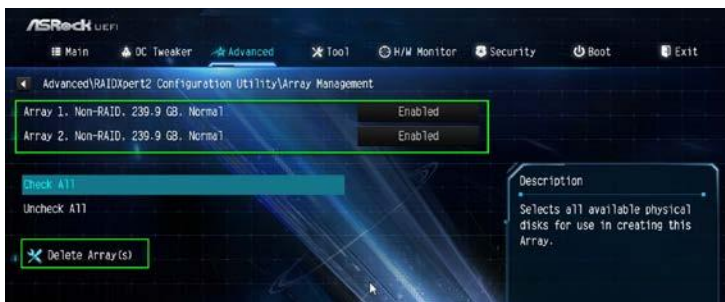 ASRock UEFI
Main OC Tweaker Advanced Tool H/W Monitor Security Boot Exit
Advanced\RAIDXpert2 Configuration Utility\Array Management
Array 1, Non-RAID, 239.9 GB, Normal Enabled
Array 2, Non-RAID, 239.9 GB, Normal Enabled
Check All
Uncheck All
Delete Array(s)
Description
Selects all available physical
disks for use in creating this
Array.